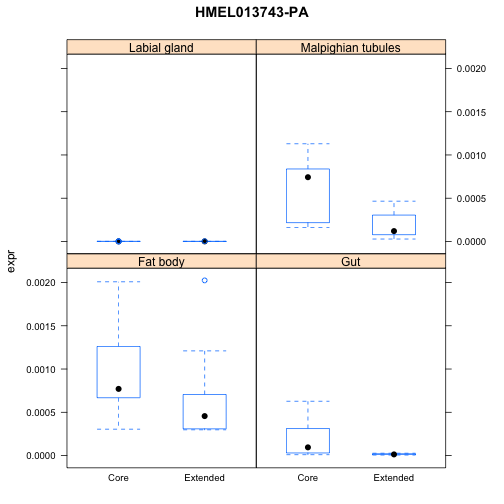 HMEL013743-PA
Labial gland Malpighian tubules
0.0020
0.0015
0.0010
0.0005
0.0000
expr
Fat body Gut
0.0020
0.0015
0.0010
0.0005
0.0000
Core Extended Core Extended